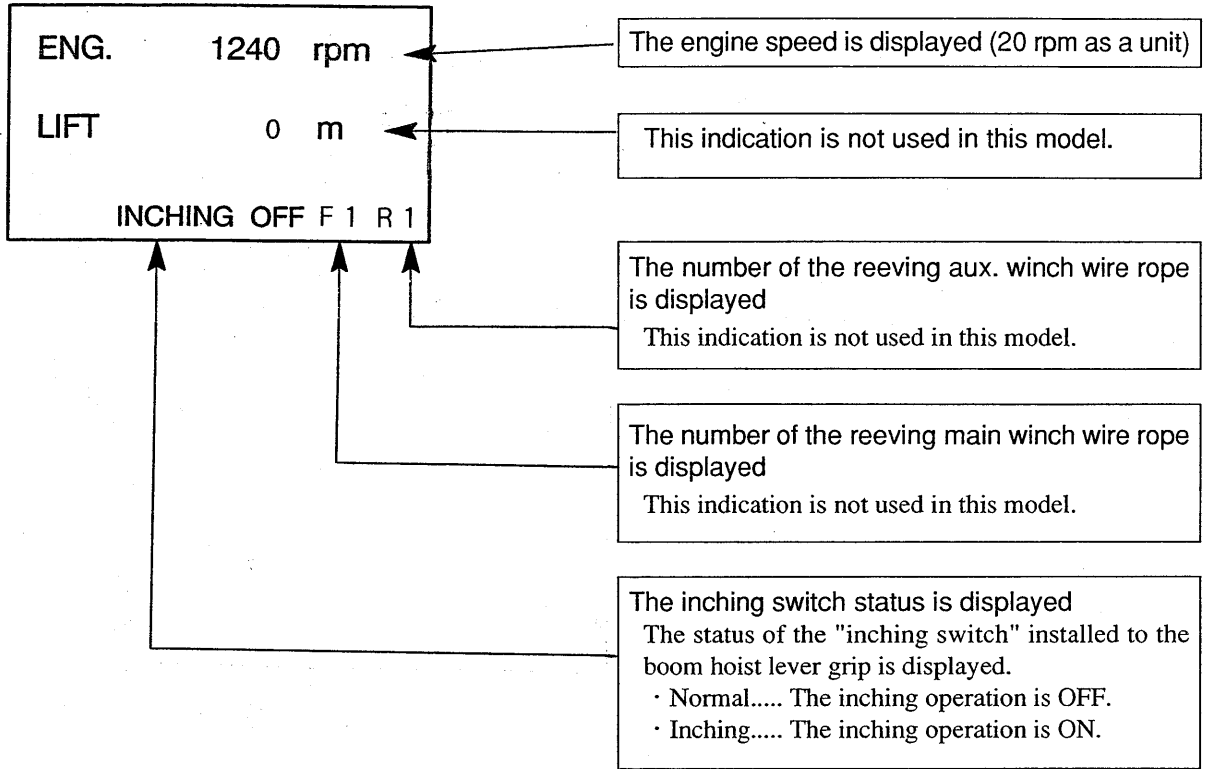 ENG. 1240 rpm
LIFT 0 m
INCHING OFF F 1 R 1
The engine speed is displayed (20 rpm as a unit)
This indication is not used in this model.
The number of the reeving aux. winch wire rope
is displayed
This indication is not used in this model.
The number of the reeving main winch wire rope
is displayed
This indication is not used in this model.
The inching switch status is displayed
The status of the "inching switch" installed to the
boom hoist lever grip is displayed.
· Normal..... The inching operation is OFF.
· Inching..... The inching operation is ON.